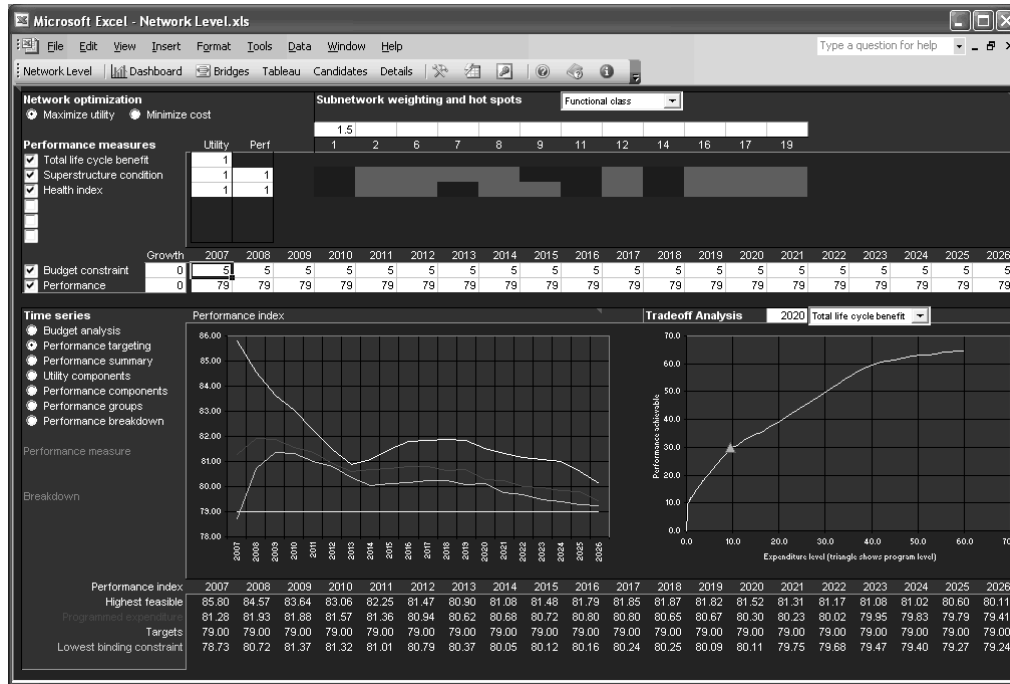 Microsoft Excel - Network Level.xls
File Edit View Insert Format Tools Data Window Help Type a question for help
Network Level Dashboard Bridges Tableau Candidates Details
Network optimization Subnetwork weighting and hot spots Functional class
Maximize utility Minimize cost
1.5
Performance measures Utility Perf 1 2 6 7 8 9 11 12 14 16 17 19
Total life cycle benefit 1
Superstructure condition 1 1
Health index 1 1
Growth 2007 2008 2009 2010 2011 2012 2013 2014 2015 2016 2017 2018 2019 2020 2021 2022 2023 2024 2025 2026
Budget constraint 0 5 5 5 5 5 5 5 5 5 5 5 5 5 5 5 5 5 5 5 5
Performance 0 79 79 79 79 79 79 79 79 79 79 79 79 79 79 79 79 79 79 79 79
Time series Performance index Tradeoff Analysis 2020 Total life cycle benefit
Budget analysis
Performance targeting
Performance summary
Utility components
Performance components
Performance groups
Performance breakdown
Performance measure
Breakdown
86.00
85.00
84.00
83.00
82.00
81.00
80.00
79.00
78.00
2007 2008 2009 2010 2011 2012 2013 2014 2015 2016 2017 2018 2019 2020 2021 2022 2023 2024 2025 2026
Performance achievable
70.0
60.0
50.0
40.0
30.0
20.0
10.0
0.0
0.0 10.0 20.0 30.0 40.0 50.0 60.0 70
Expenditure level (triangle shows program level)
Performance index 2007 2008 2009 2010 2011 2012 2013 2014 2015 2016 2017 2018 2019 2020 2021 2022 2023 2024 2025 2026
Highest feasible 85.80 84.57 83.64 83.06 82.25 81.47 80.90 81.08 81.48 81.79 81.85 81.87 81.82 81.52 81.31 81.17 81.08 81.02 80.60 80.11
Programmed expenditure 81.28 81.93 81.88 81.57 81.36 80.94 80.62 80.68 80.72 80.80 80.80 80.65 80.67 80.30 80.23 80.02 79.95 79.83 79.79 79.41
Targets 79.00 79.00 79.00 79.00 79.00 79.00 79.00 79.00 79.00 79.00 79.00 79.00 79.00 79.00 79.00 79.00 79.00 79.00 79.00 79.00
Lowest binding constraint 78.73 80.72 81.37 81.32 81.01 80.79 80.37 80.05 80.12 80.16 80.24 80.25 80.09 80.11 79.75 79.68 79.47 79.40 79.27 79.24